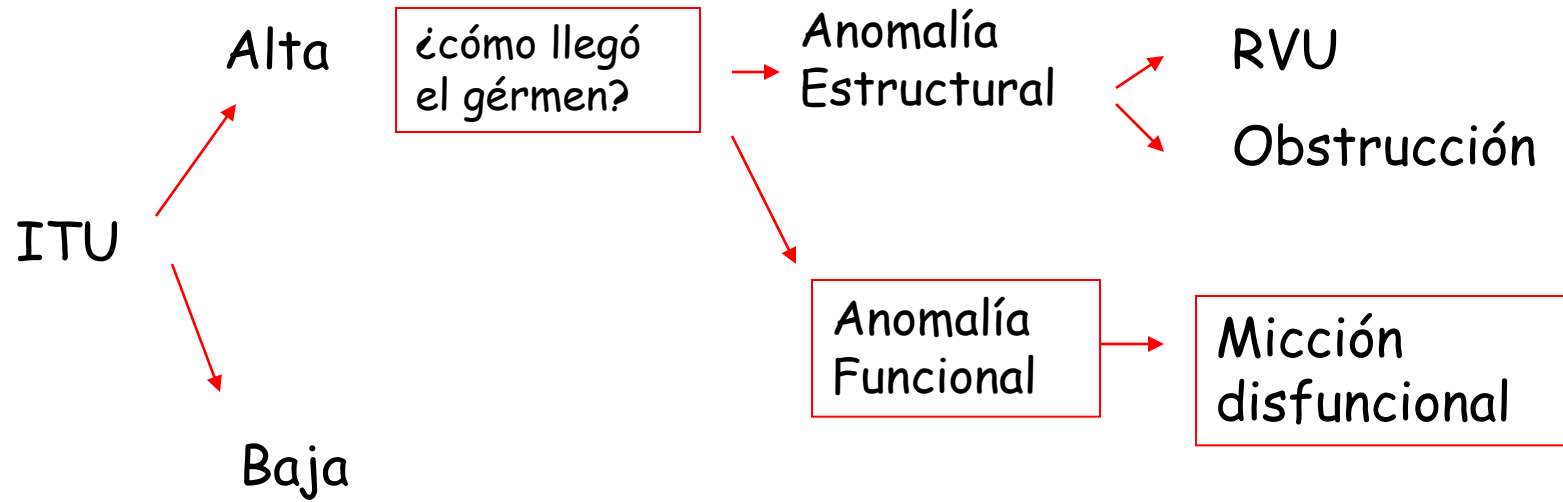 Alta
¿cómo llegó
el gérmen?
Anomalía
Estructural
RVU
Obstrucción
ITU
Anomalía
Funcional
Micción
disfuncional
Baja